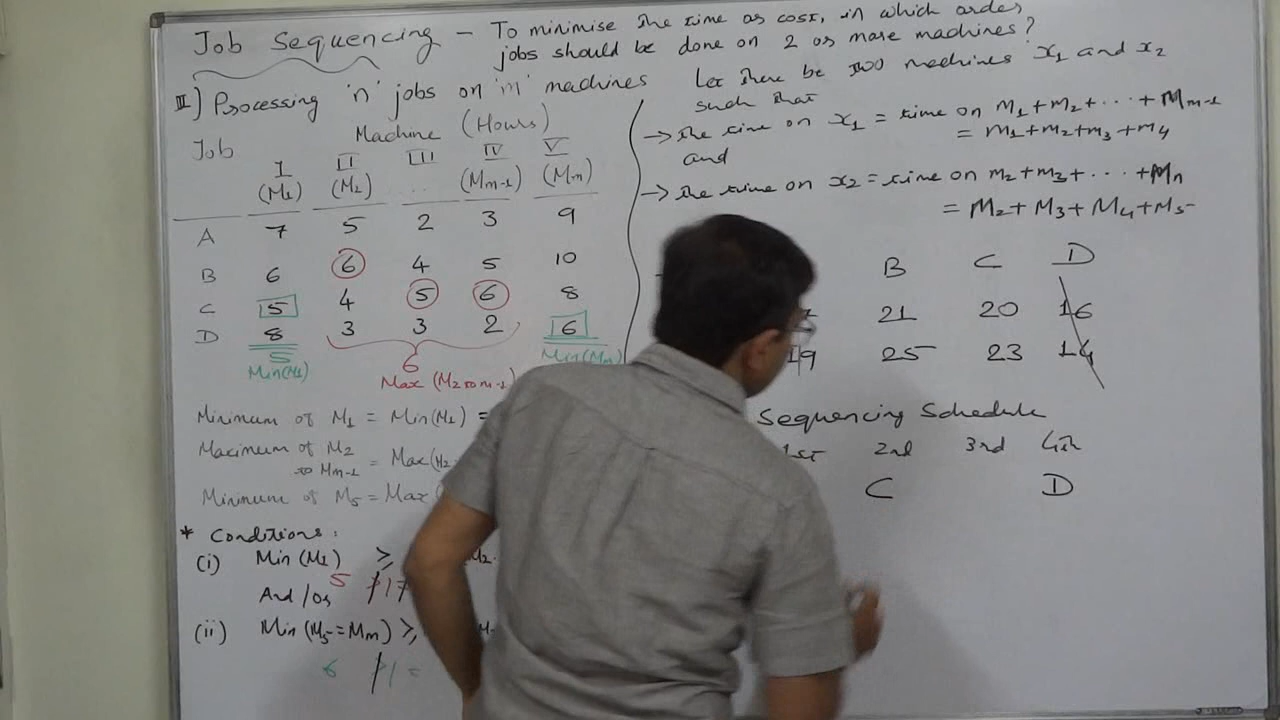 Job Sequencing - To minimise the time or cost, in which order
jobs should be done on 2 or more machines?
II) Processing 'n' jobs on 'm' machines
Job Machine (Hours)
I II III IV V
(M1) (M2) ... (Mm-1) (Mm)
A 7 5 2 3 9
B 6 6 4 5 10
C 5 4 5 6 8
D 8 3 3 2 6
5 6 Min(Mm)
Min(M1) Max (M2 to m-1)
Minimum of M1 = Min(M1) =
Maximum of M2
to Mm-1 = Max(M2
Minimum of M5 = Max(
* Conditions:
(i) Min (M1) ≥ M2
5
And/Or
(ii) Min (M5=Mm) ≥
6
Let there be two machines x1 and x2
such that
→ the time on x1 = time on M1+M2+...+Mm-1
= M1+M2+M3+M4
and
→ the time on x2 = time on M2+M3+...+Mn
= M2+M3+M4+M5
B C D
21 20 16
19 25 23 14
Sequencing Schedule
1st 2nd 3rd 4th
C D